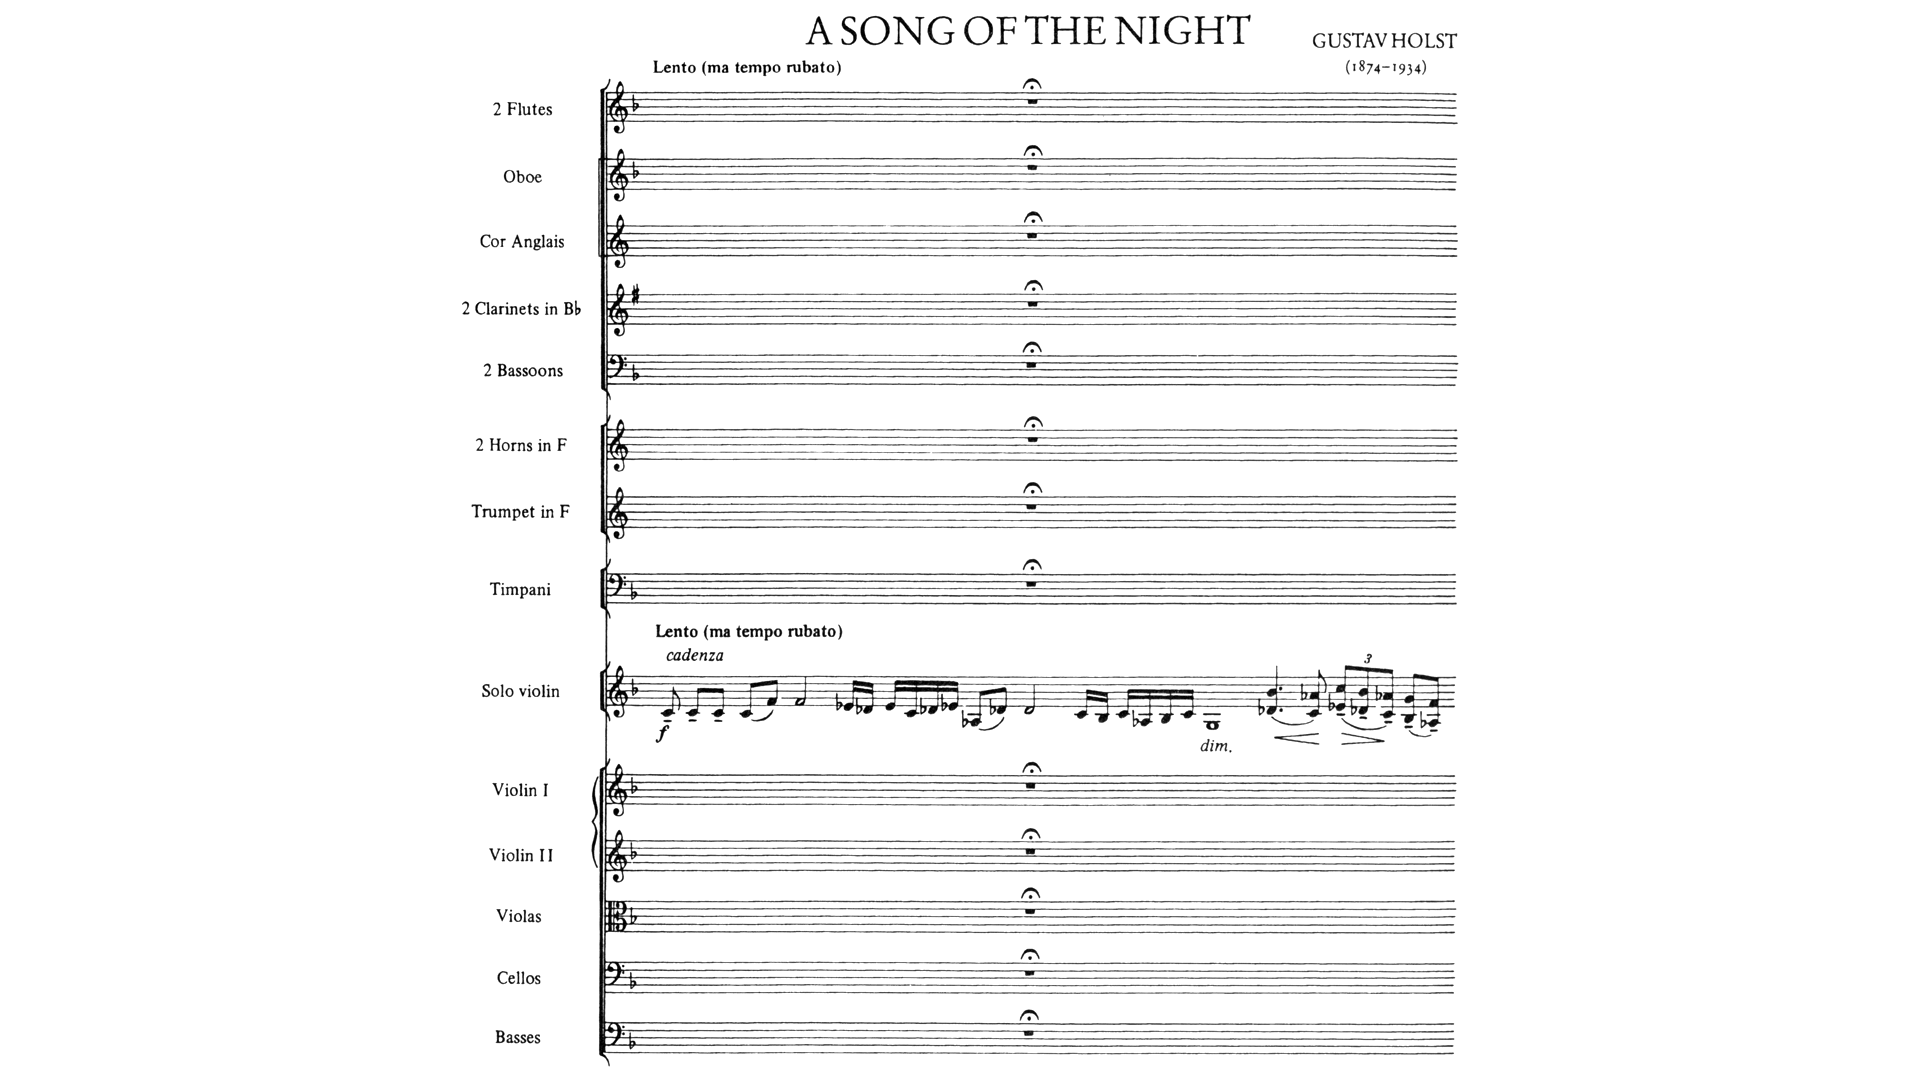 A SONG OF THE NIGHT
GUSTAV HOLST
(1874–1934)
Lento (ma tempo rubato)
2 Flutes
Oboe
Cor Anglais
2 Clarinets in B♭
2 Bassoons
2 Horns in F
Trumpet in F
Timpani
Lento (ma tempo rubato)
cadenza
3
Solo violin
f
dim.
Violin I
Violin II
Violas
Cellos
Basses